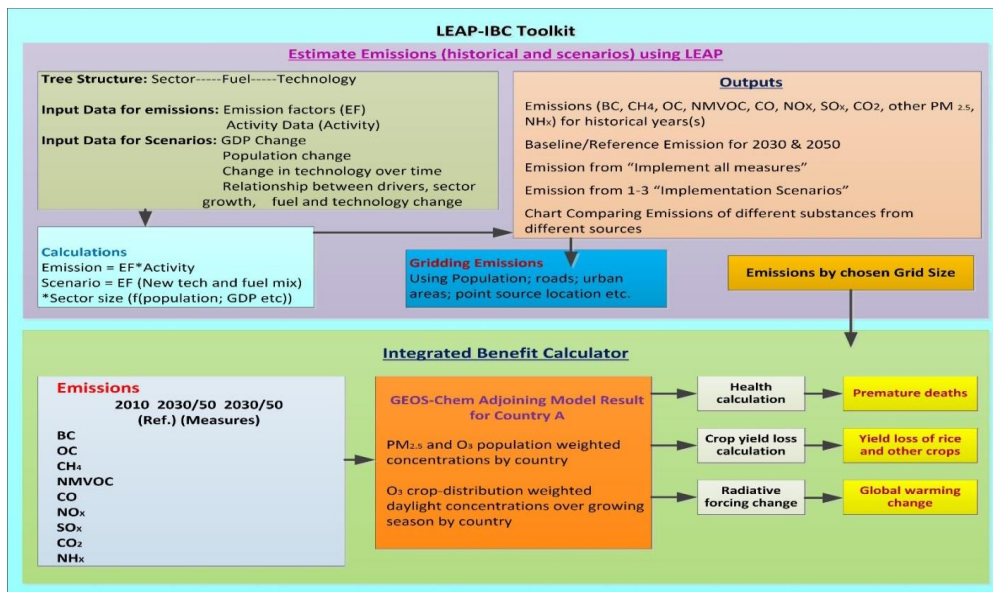 LEAP-IBC Toolkit
Estimate Emissions (historical and scenarios) using LEAP
Tree Structure: Sector-----Fuel-----Technology
Input Data for emissions: Emission factors (EF)
Activity Data (Activity)
Input Data for Scenarios: GDP Change
Population change
Change in technology over time
Relationship between drivers, sector
growth, fuel and technology change
Outputs
Emissions (BC, CH4, OC, NMVOC, CO, NOx, SOx, CO2, other PM 2.5,
NHx) for historical years(s)
Baseline/Reference Emission for 2030 & 2050
Emission from “Implement all measures”
Emission from 1-3 “Implementation Scenarios”
Chart Comparing Emissions of different substances from
different sources
Calculations
Emission = EF*Activity
Scenario = EF (New tech and fuel mix)
*Sector size (f(population; GDP etc))
Gridding Emissions
Using Population; roads; urban
areas; point source location etc.
Emissions by chosen Grid Size
Integrated Benefit Calculator
Emissions
2010 2030/50 2030/50
(Ref.) (Measures)
BC
OC
CH4
NMVOC
CO
NOx
SOx
CO2
NHx
GEOS-Chem Adjoining Model Result
for Country A
PM2.5 and O3 population weighted
concentrations by country
O3 crop-distribution weighted
daylight concentrations over growing
season by country
Health
calculation
Premature deaths
Crop yield loss
calculation
Yield loss of rice
and other crops
Radiative
forcing change
Global warming
change